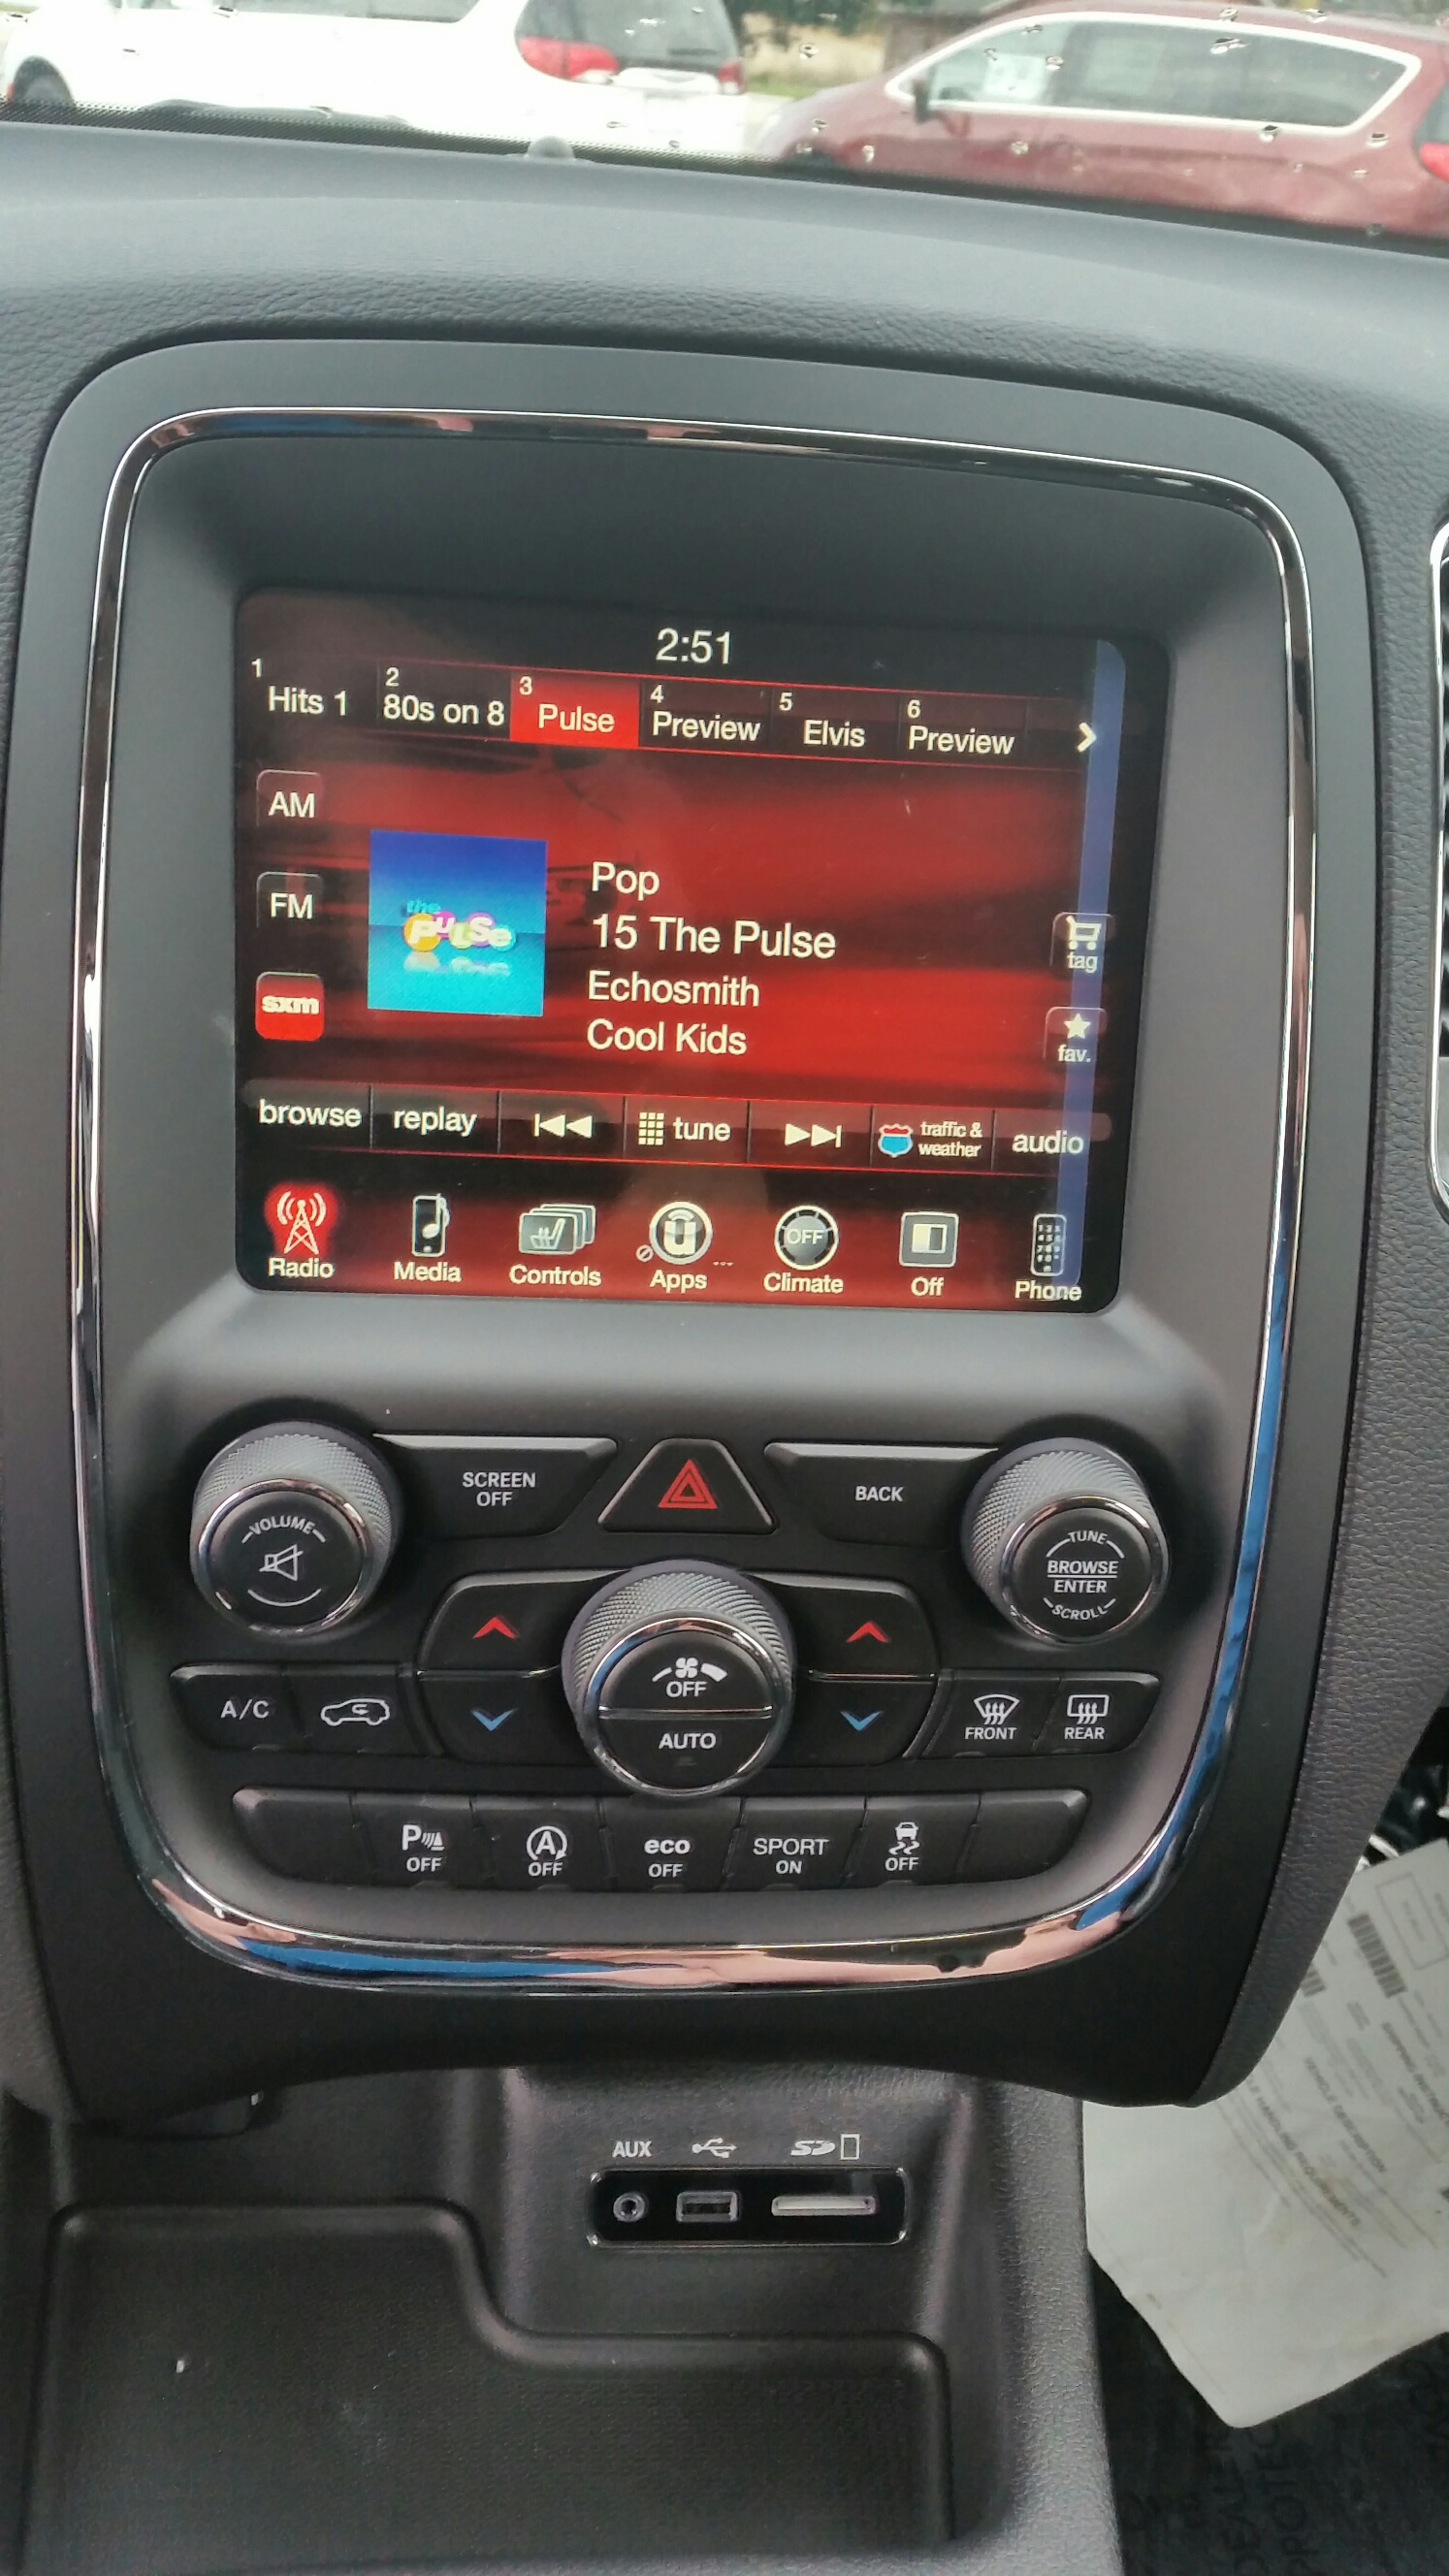 2:51
1 Hits 1
2 80s on 8
3 Pulse
4 Preview
5 Elvis
6 Preview
AM
FM
sxm
the pulse
Pop
15 The Pulse
Echosmith
Cool Kids
tag
fav.
browse
replay
tune
traffic & weather
audio
Radio
Media
Controls
u
Apps
...
OFF
Climate
Off
Phone
VOLUME
SCREEN
OFF
BACK
TUNE
BROWSE
ENTER
SCROLL
OFF
AUTO
A/C
FRONT
REAR
P
OFF
A
OFF
eco
OFF
SPORT
ON
OFF
AUX
SD